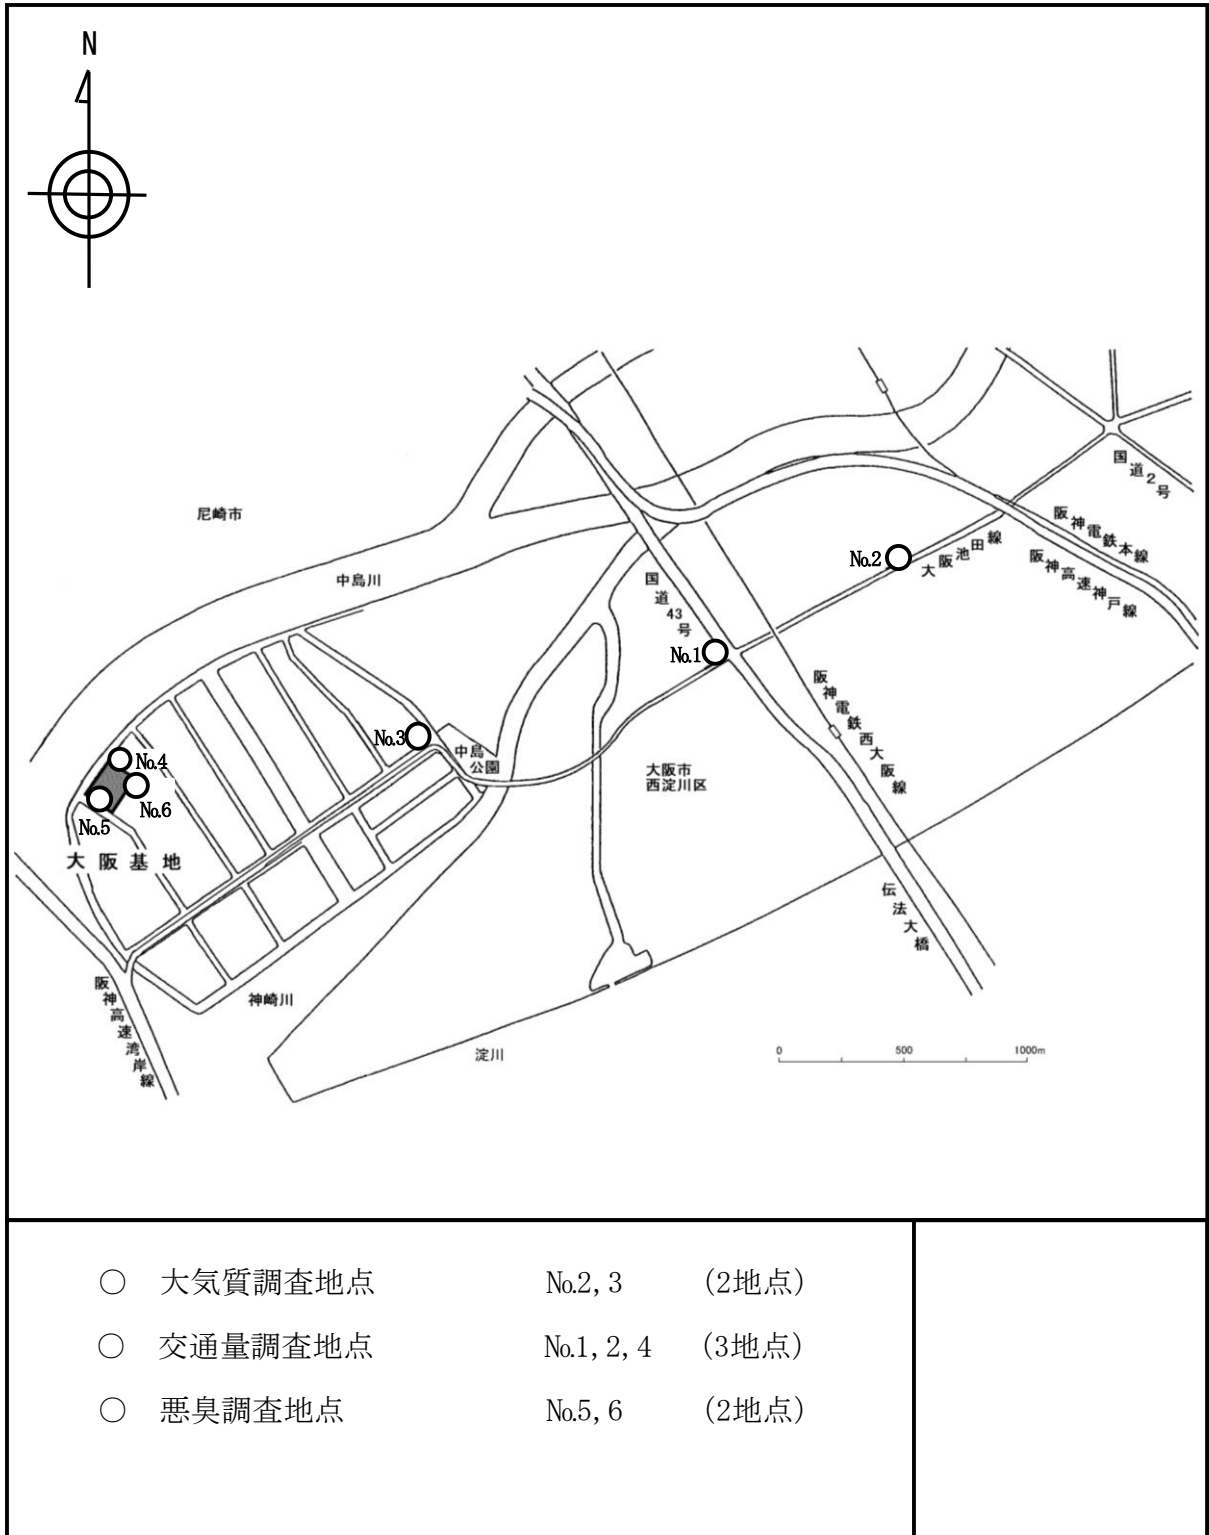 N
尼崎市
中島川
国道2号
阪神電鉄本線
大阪池田線
阪神高速神戸線
No.2
国道43号
No.1
阪神電鉄西大阪線
No.3
中島
公園
大阪市
西淀川区
No.4
No.6
No.5
大阪基地
伝法大橋
阪神高速湾岸線
神崎川
淀川
0 500 1000m
○ 大気質調査地点 No.2, 3 (2地点)
○ 交通量調査地点 No.1, 2, 4 (3地点)
○ 悪臭調査地点 No.5, 6 (2地点)